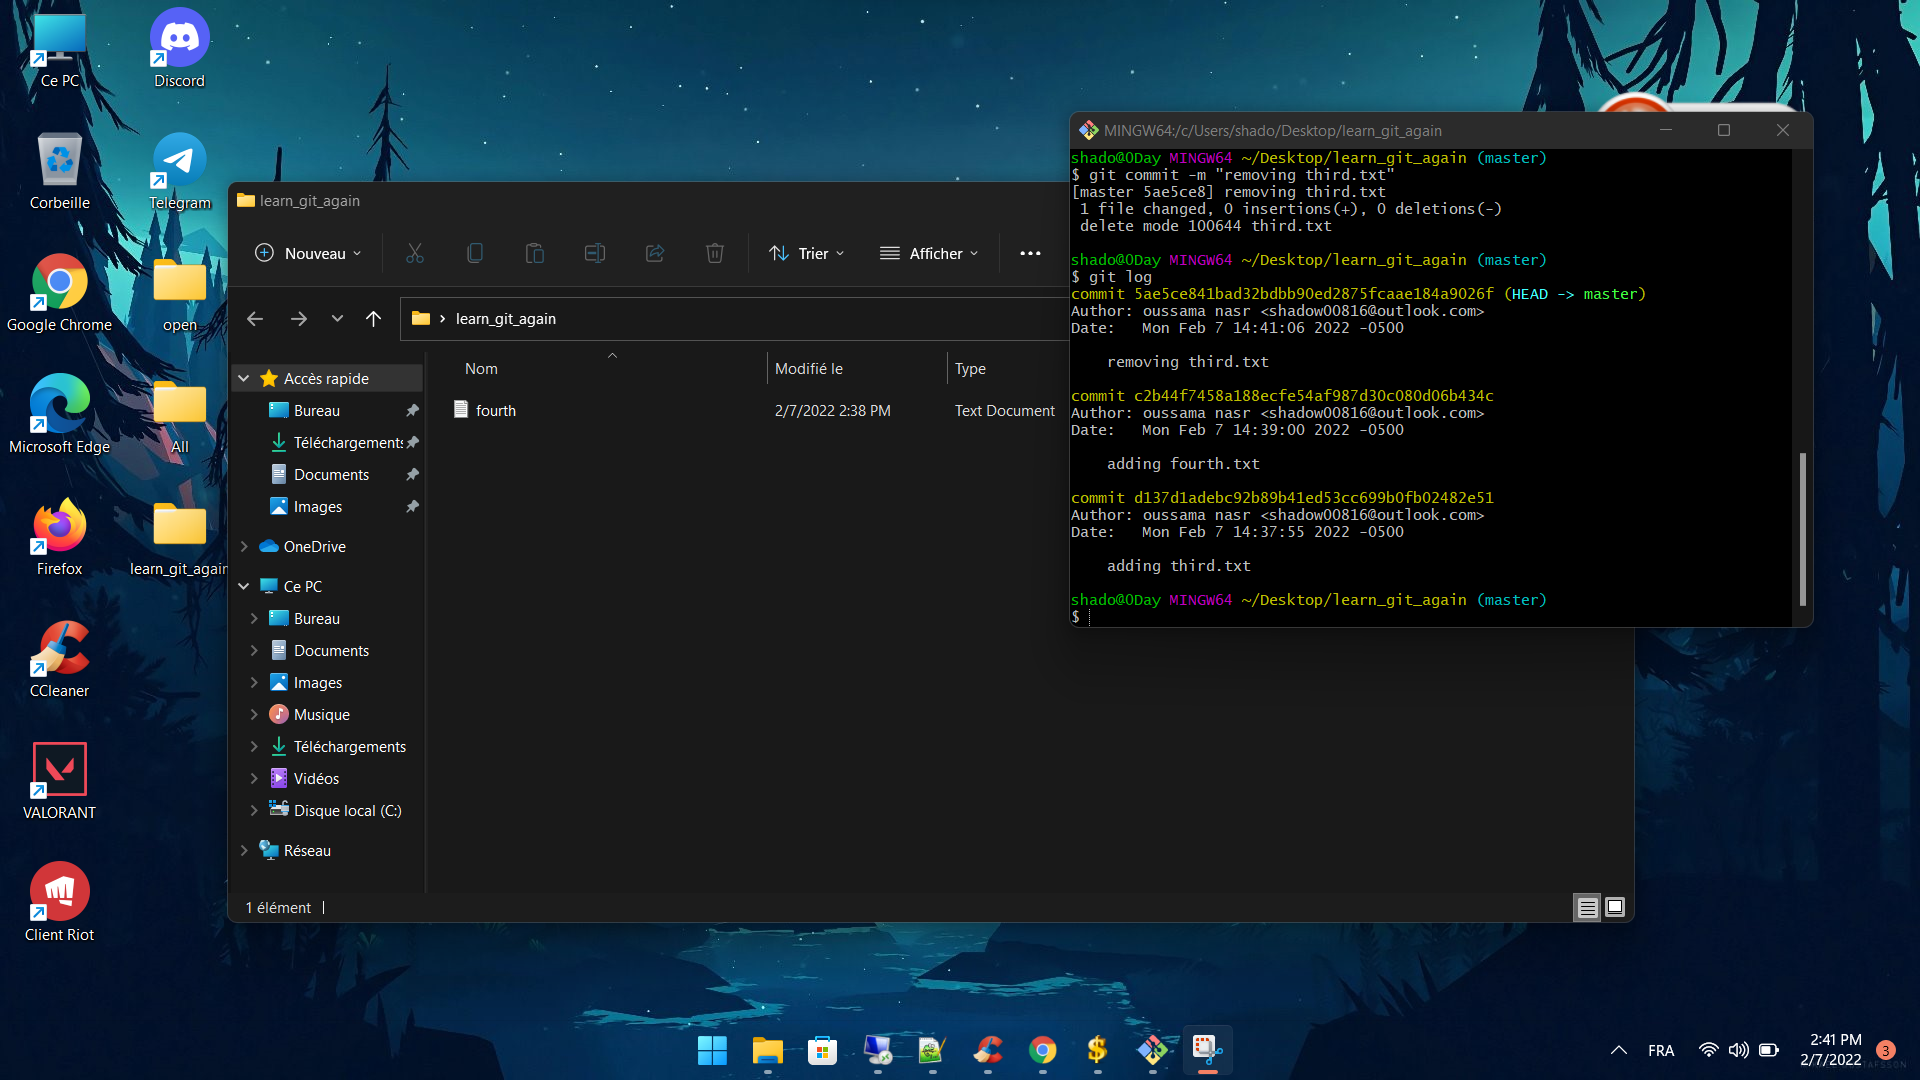 Ce PC
Discord
Corbeille
Telegram
Google Chrome
open
Microsoft Edge
All
Firefox
learn_git_again
CCleaner
VALORANT
Client Riot
learn_git_again
Nouveau
Trier
Afficher
learn_git_again
Nom
Modifié le
Type
fourth
2/7/2022 2:38 PM
Text Document
Accès rapide
Bureau
Téléchargements
Documents
Images
OneDrive
Ce PC
Bureau
Documents
Images
Musique
Téléchargements
Vidéos
Disque local (C:)
Réseau
1 élément
MINGW64:/c/Users/shado/Desktop/learn_git_again
shado@0Day MINGW64 ~/Desktop/learn_git_again (master)
$ git commit -m "removing third.txt"
[master 5ae5ce8] removing third.txt
1 file changed, 0 insertions(+), 0 deletions(-)
delete mode 100644 third.txt
shado@0Day MINGW64 ~/Desktop/learn_git_again (master)
$ git log
commit 5ae5ce841bad32bdbb90ed2875fcaae184a9026f (HEAD -> master)
Author: oussama nasr <shadow00816@outlook.com>
Date: Mon Feb 7 14:41:06 2022 -0500
removing third.txt
commit c2b44f7458a188ecfe54af987d30c080d06b434c
Author: oussama nasr <shadow00816@outlook.com>
Date: Mon Feb 7 14:39:00 2022 -0500
adding fourth.txt
commit d137d1adebc92b89b41ed53cc699b0fb02482e51
Author: oussama nasr <shadow00816@outlook.com>
Date: Mon Feb 7 14:37:55 2022 -0500
adding third.txt
shado@0Day MINGW64 ~/Desktop/learn_git_again (master)
$
FRA
2:41 PM
2/7/2022
3